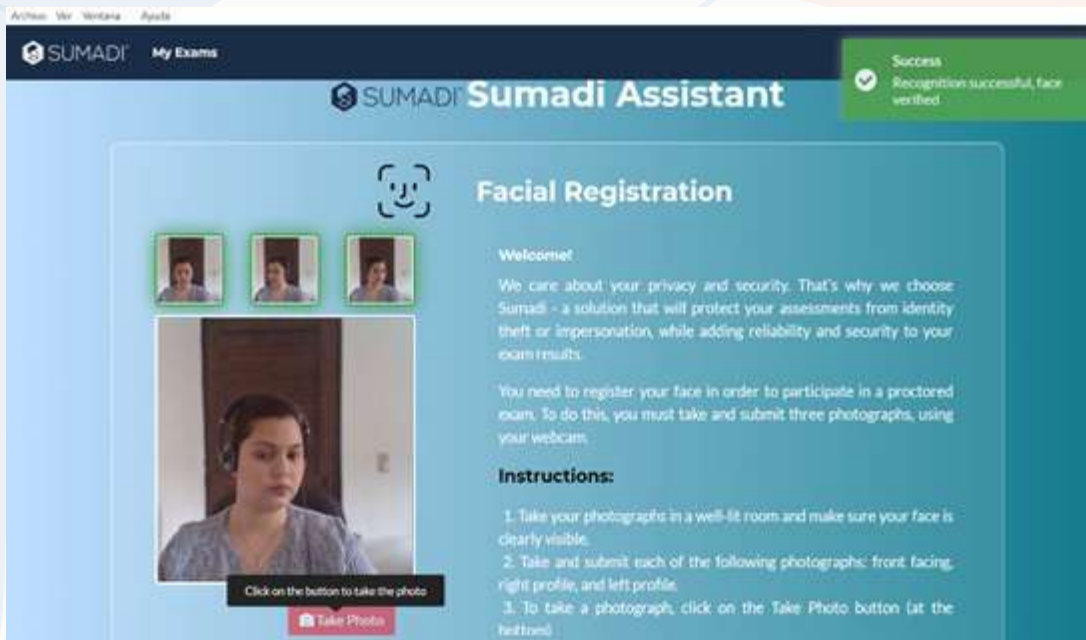 Archivo Ver Ventana Ayuda
SUMADI My Exams
Success
Recognition successful, face
verified
SUMADI Sumadi Assistant
Facial Registration
Welcome!
We care about your privacy and security. That's why we choose
Sumadi - a solution that will protect your assessments from identity
theft or impersonation, while adding reliability and security to your
exam results.
You need to register your face in order to participate in a proctored
exam. To do this, you must take and submit three photographs, using
your webcam.
Instructions:
1. Take your photographs in a well-lit room and make sure your face is
clearly visible.
2. Take and submit each of the following photographs: front facing,
right profile, and left profile.
3. To take a photograph, click on the Take Photo button (at the
bottom)
Click on the button to take the photo
Take Photo